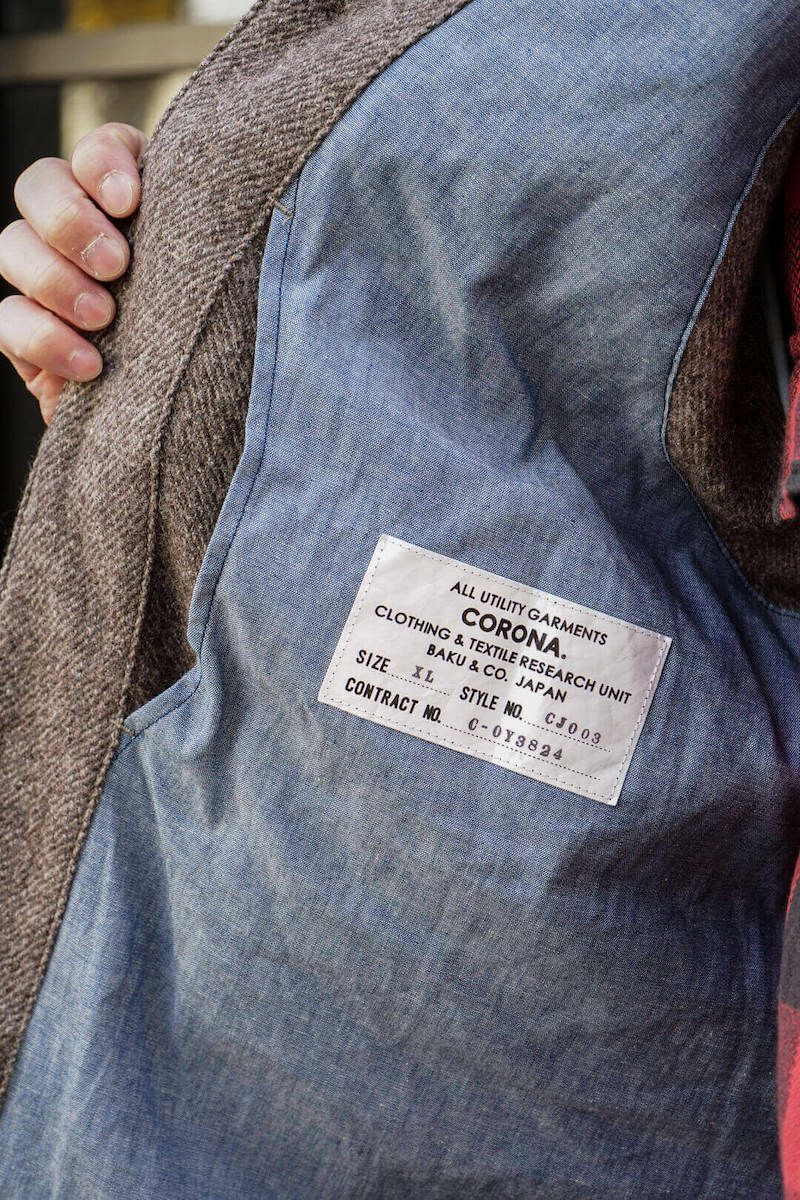 ALL UTILITY GARMENTS
CORONA.
CLOTHING & TEXTILE RESEARCH UNIT
BAKU & CO. JAPAN
SIZE XL STYLE NO. CJ003
CONTRACT NO. C-0Y3824